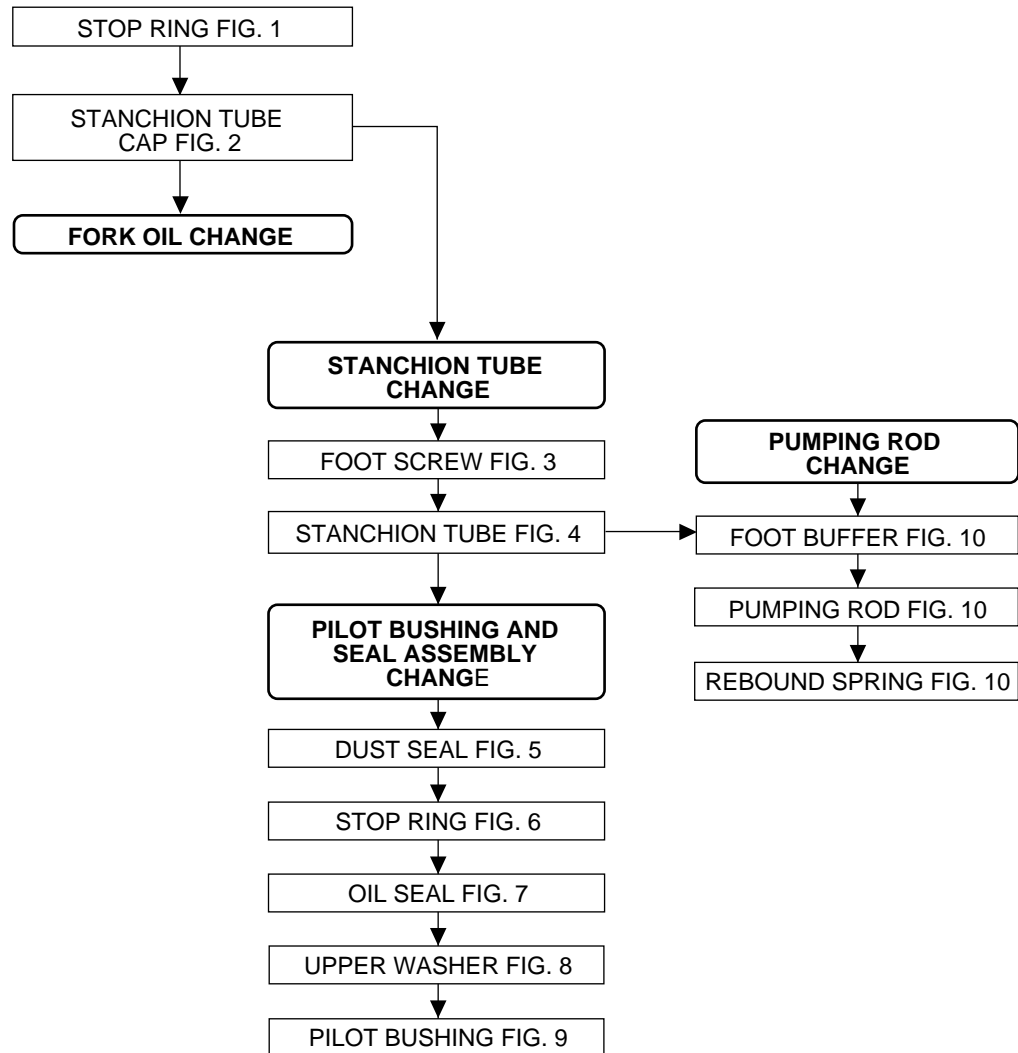 STOP RING FIG. 1
STANCHION TUBE
CAP FIG. 2
FORK OIL CHANGE
STANCHION TUBE
CHANGE
FOOT SCREW FIG. 3
STANCHION TUBE FIG. 4
PILOT BUSHING AND
SEAL ASSEMBLY
CHANGE
DUST SEAL FIG. 5
STOP RING FIG. 6
OIL SEAL FIG. 7
UPPER WASHER FIG. 8
PILOT BUSHING FIG. 9
PUMPING ROD
CHANGE
FOOT BUFFER FIG. 10
PUMPING ROD FIG. 10
REBOUND SPRING FIG. 10